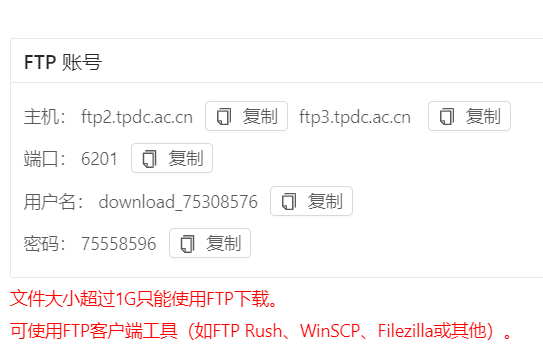 FTP 账号
主机： ftp2.tpdc.ac.cn 复制 ftp3.tpdc.ac.cn 复制
端口： 6201 复制
用户名： download_75308576 复制
密码： 75558596 复制
文件大小超过1G只能使用FTP下载。
可使用FTP客户端工具（如FTP Rush、WinSCP、Filezilla或其他）。